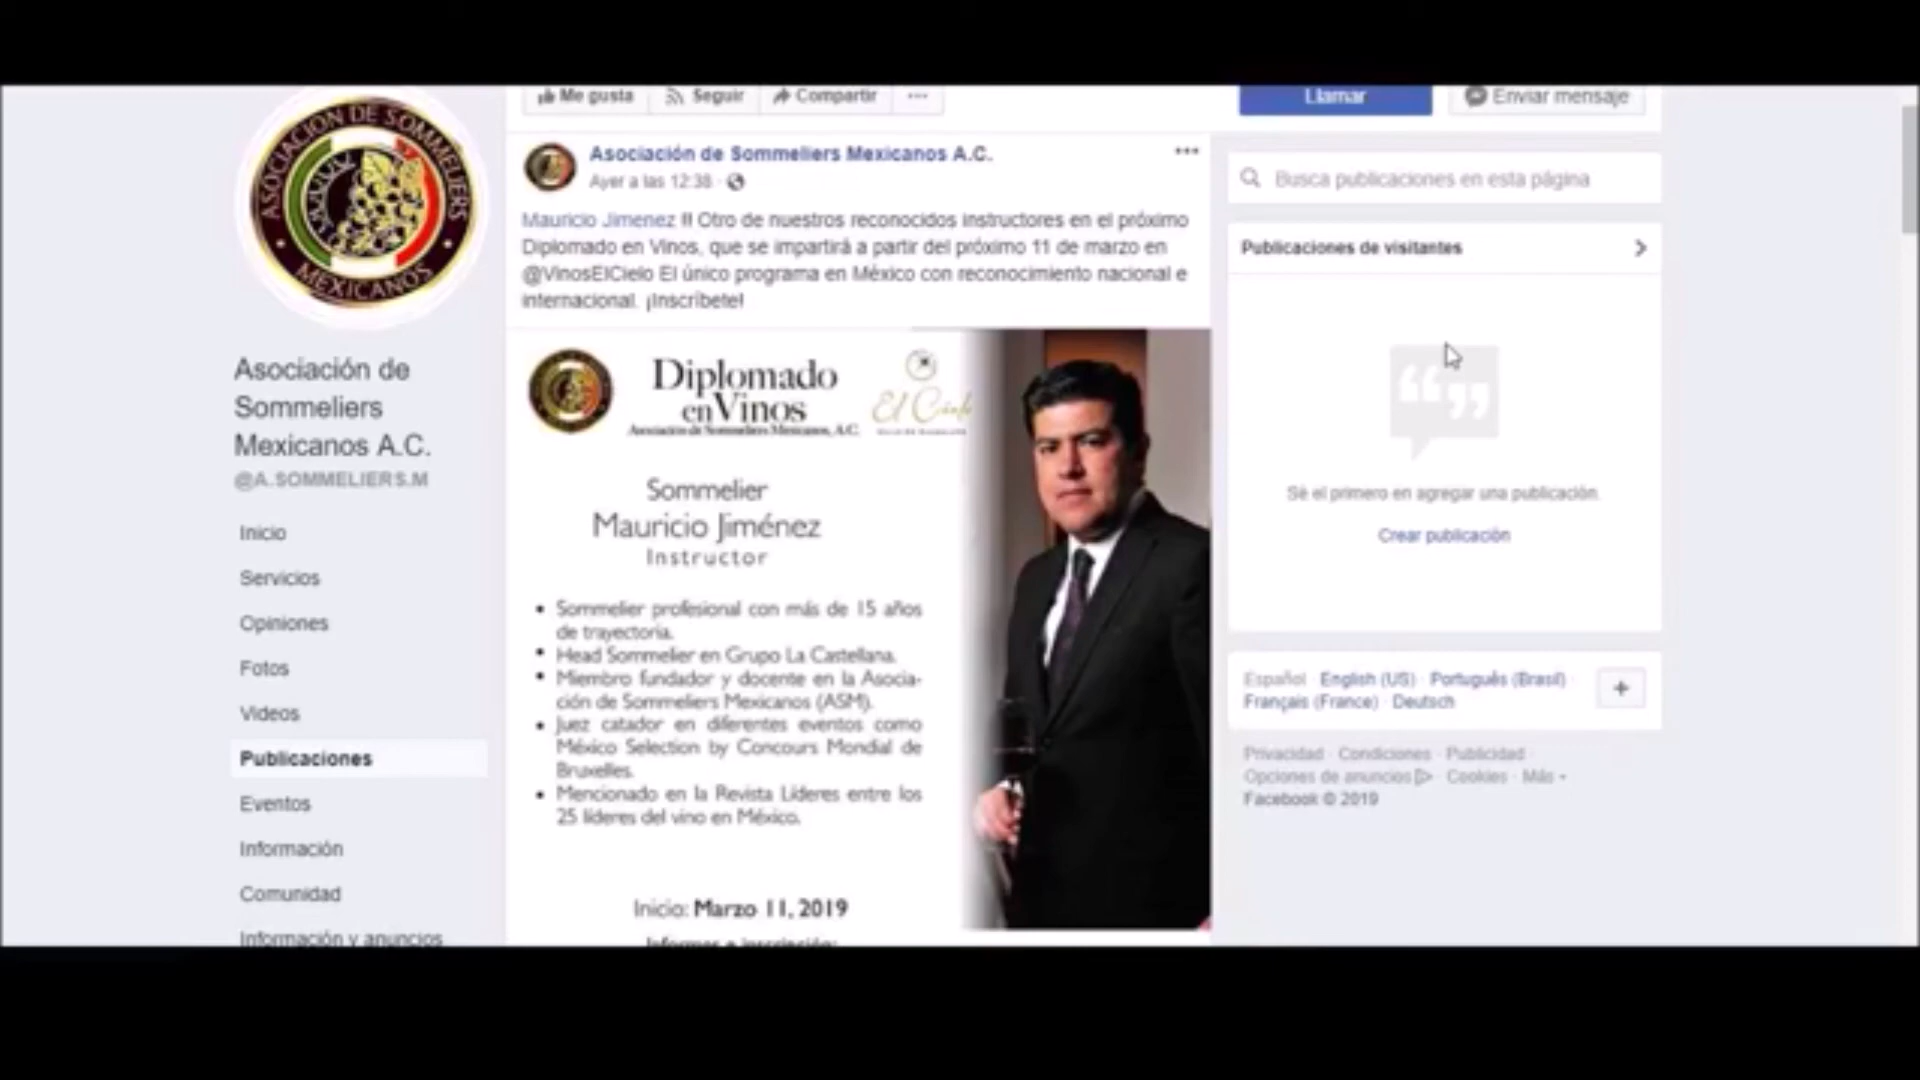 Me gusta
Seguir
Compartir
Llamar
Enviar mensaje
ASOCIACIÓN DE SOMMELIERS
MEXICANOS
Asociación de
Sommeliers
Mexicanos A.C.
@A.SOMMELIERS.M
Inicio
Servicios
Opiniones
Fotos
Videos
Publicaciones
Eventos
Información
Comunidad
Información y anuncios
Asociación de Sommeliers Mexicanos A.C.
Ayer a las 12:38 ·
Mauricio Jimenez !! Otro de nuestros reconocidos instructores en el próximo
Diplomado en Vinos, que se impartirá a partir del próximo 11 de marzo en
@VinosElCielo El único programa en México con reconocimiento nacional e
internacional. ¡Inscríbete!
Diplomado
en Vinos
Asociación de Sommeliers Mexicanos, A.C.
El Cielo
Sommelier
Mauricio Jiménez
Instructor
• Sommelier profesional con más de 15 años
de trayectoria.
• Head Sommelier en Grupo La Castellana.
• Miembro fundador y docente en la Asocia-
ción de Sommeliers Mexicanos (ASM).
• Juez catador en diferentes eventos como
México Selection by Concours Mondial de
Bruxelles.
• Mencionado en la Revista Líderes entre los
25 líderes del vino en México.
Inicio: Marzo 11, 2019
Informes e inscripción:
Busca publicaciones en esta página
Publicaciones de visitantes
Sé el primero en agregar una publicación.
Crear publicación
Español · English (US) · Português (Brasil) ·
Français (France) · Deutsch
Privacidad · Condiciones · Publicidad ·
Opciones de anuncios · Cookies · Más
Facebook © 2019